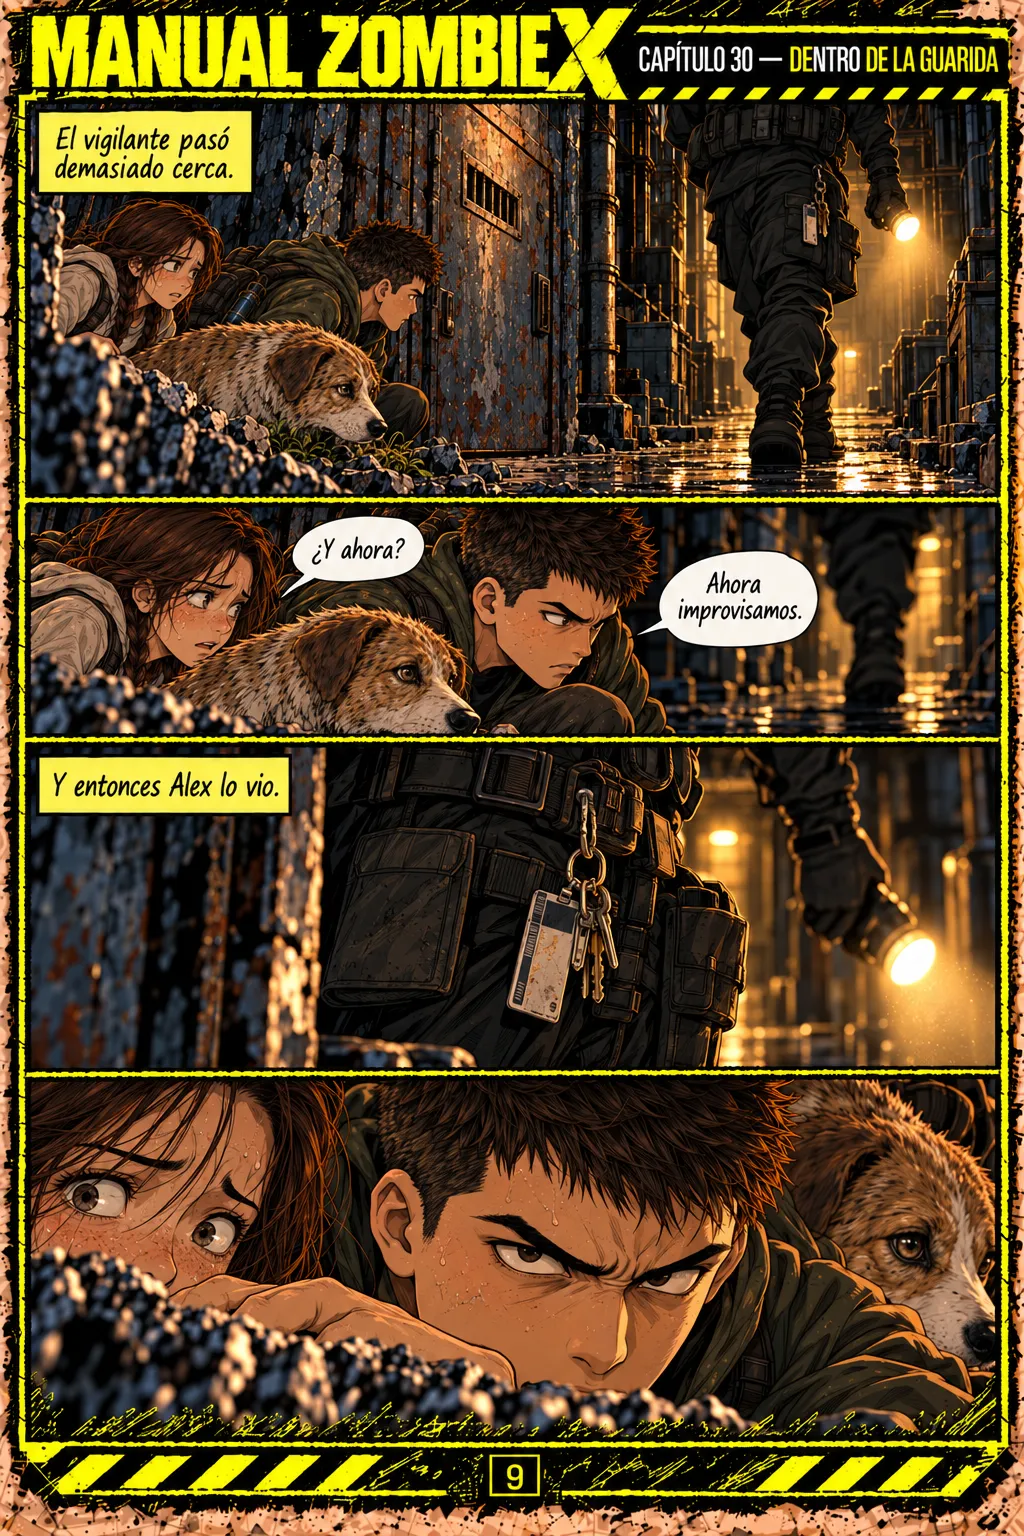 MANUAL ZOMBIE X
CAPÍTULO 30 — DENTRO DE LA GUARIDA
El vigilante pasó
demasiado cerca.
¿Y ahora?
Ahora
improvisamos.
Y entonces Alex lo vio.
9